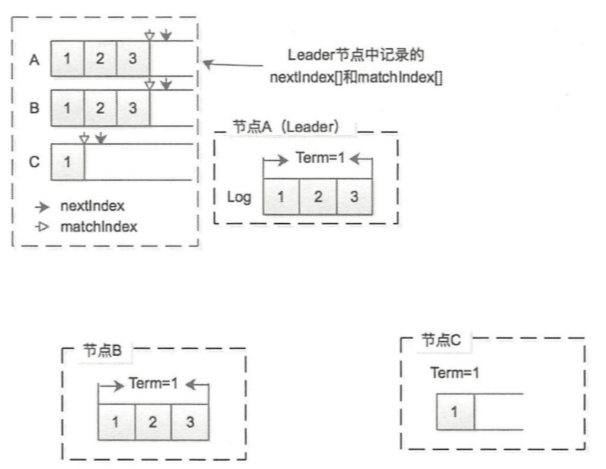 A 1 2 3
Leader节点中记录的
nextIndex[]和matchIndex[]
B 1 2 3
C 1
nextIndex
matchIndex
节点A（Leader）
Term=1
Log 1 2 3
节点B
Term=1
1 2 3
节点C
Term=1
1